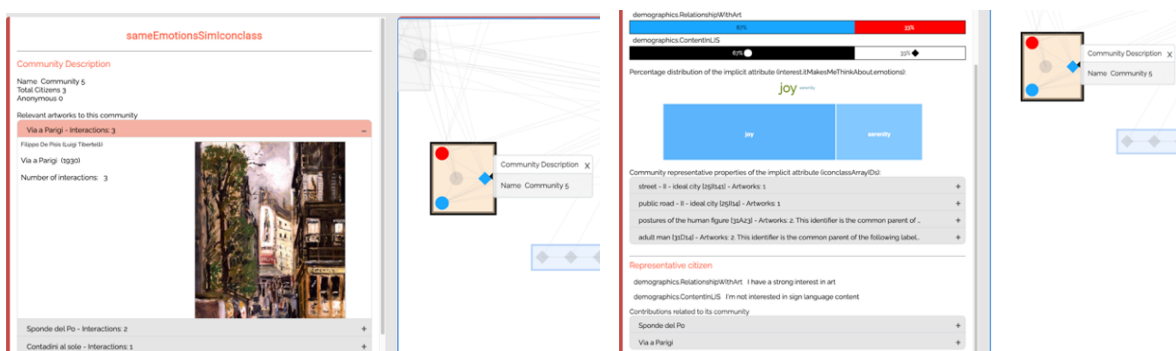 sameEmotionsSimIconclass
Community Description
Name Community 5
Total Citizens 3
Anonymous 0
Relevant artworks to this community
Via a Parigi - Interactions: 3
–
Filippo De Pisis (Luigi Tibertelli)
Via a Parigi (1930)
Number of interactions: 3
Sponde del Po - Interactions: 2
+
Contadini al sole - Interactions: 1
+
Community Description X
Name Community 5
demographics.RelationshipWithArt
67% 33%
demographics.ContentInLIS
67% 33%
Percentage distribution of the implicit attribute (interest.itMakesMeThinkAbout.emotions):
joy serenity
joy serenity
Community representative properties of the implicit attribute (iconclassArrayIDs):
street - II - ideal city [25II141] - Artworks: 1 +
public road - II - ideal city [25II14] - Artworks: 1 +
postures of the human figure [31A23] - Artworks: 2. This identifier is the common parent of ... +
adult man [31D14] - Artworks: 2. This identifier is the common parent of the following label... +
Representative citizen
demographics.RelationshipWithArt I have a strong interest in art
demographics.ContentInLIS I'm not interested in sign language content
Contributions related to its community
Sponde del Po +
Via a Parigi +
Community Description X
Name Community 5